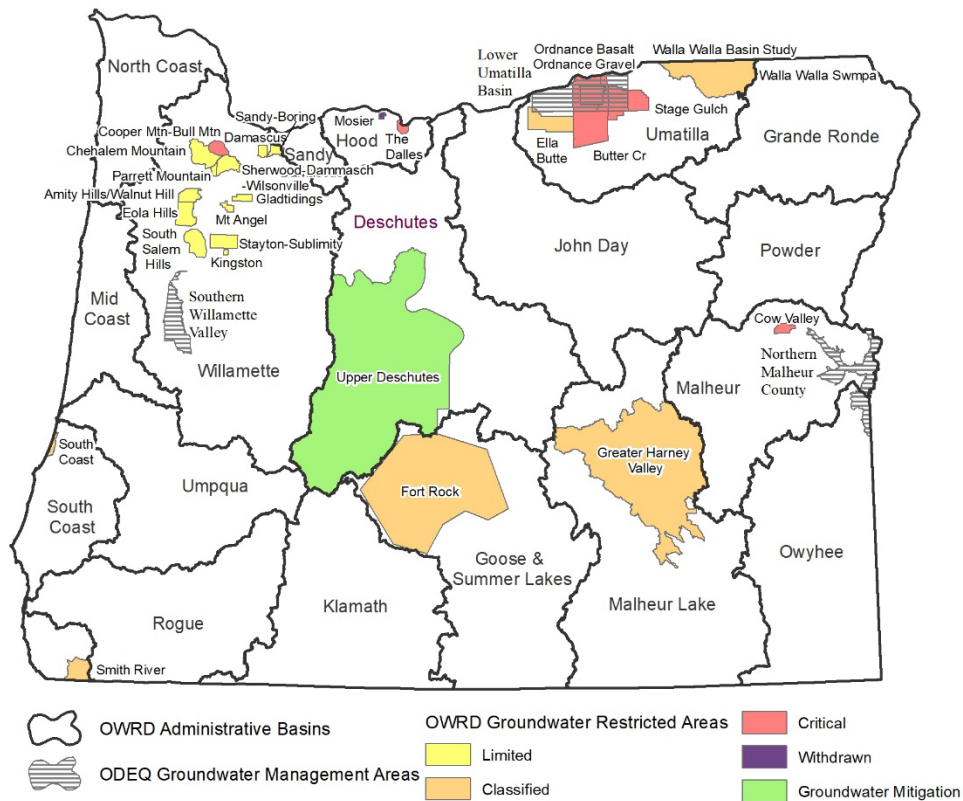 North Coast
Lower
Umatilla
Basin
Ordnance Basalt
Ordnance Gravel
Walla Walla Basin Study
Walla Walla Swmpa
Stage Gulch
Umatilla
Grande Ronde
Ella
Butte
Butter Cr
Sandy-Boring
Mosier
Hood
The
Dalles
Cooper Mtn-Bull Mtn
Damascus
Sandy
Chehalem Mountain
Parrett Mountain
Sherwood-Dammasch
-Wilsonville
Amity Hills/Walnut Hill
Gladtidings
Eola Hills
Mt Angel
South
Salem
Hills
Stayton-Sublimity
Kingston
Deschutes
John Day
Powder
Mid
Coast
Southern
Willamette
Valley
Willamette
Upper Deschutes
Cow Valley
Northern
Malheur
County
Malheur
South
Coast
South
Coast
Umpqua
Fort Rock
Greater Harney
Valley
Goose &
Summer Lakes
Owyhee
Rogue
Klamath
Malheur Lake
Smith River
OWRD Administrative Basins
ODEQ Groundwater Management Areas
OWRD Groundwater Restricted Areas
Limited
Classified
Critical
Withdrawn
Groundwater Mitigation